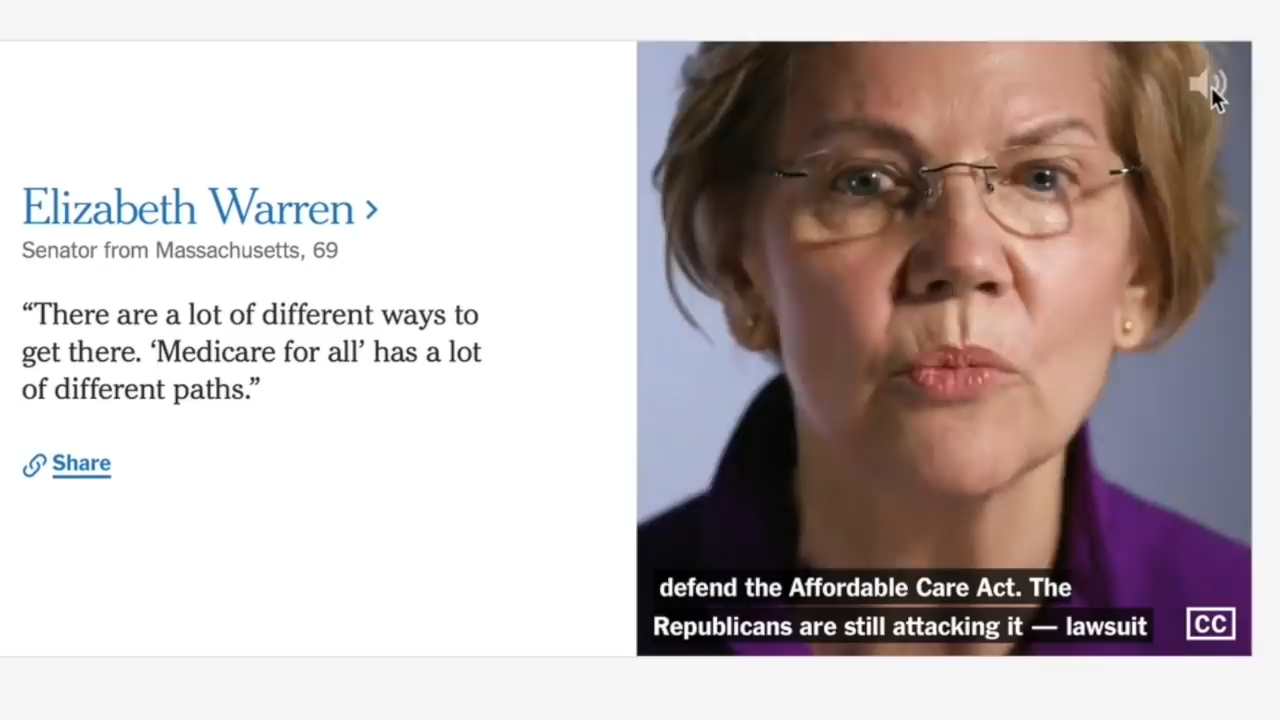 Elizabeth Warren ›
Senator from Massachusetts, 69
“There are a lot of different ways to
get there. ‘Medicare for all’ has a lot
of different paths.”
Share
defend the Affordable Care Act. The
Republicans are still attacking it — lawsuit
CC